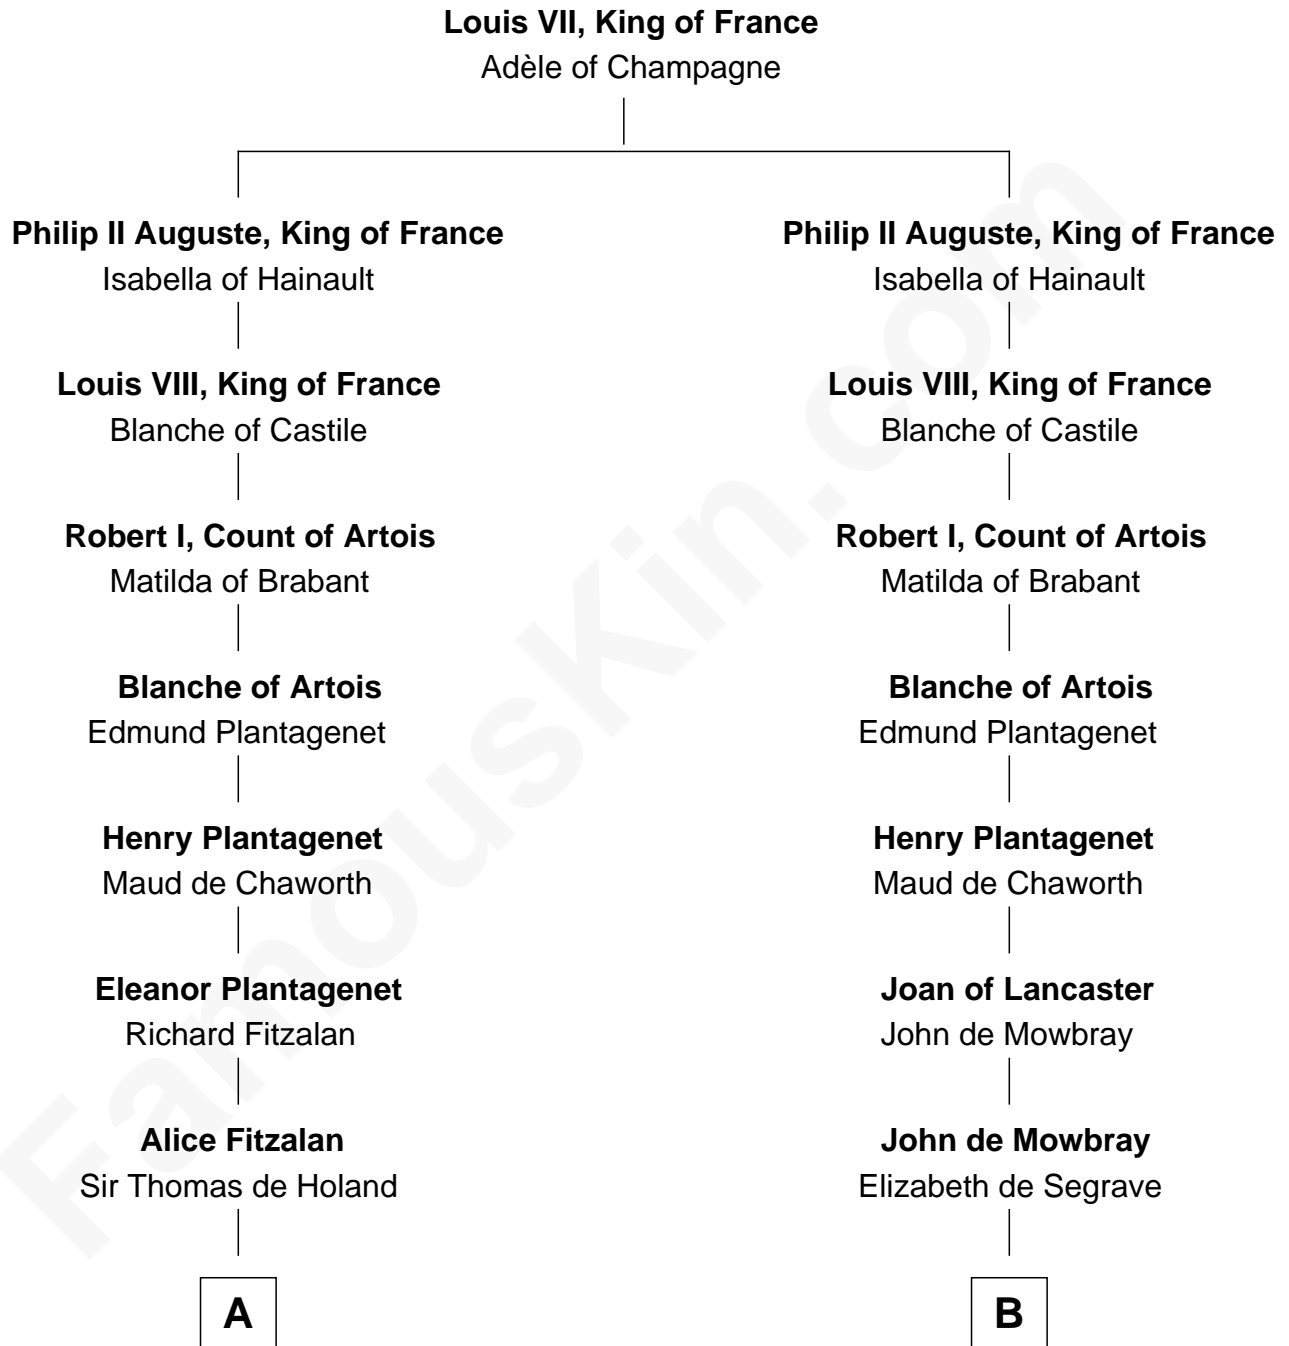 Louis VII, King of France
Adèle of Champagne
Philip II Auguste, King of France
Isabella of Hainault
Louis VIII, King of France
Blanche of Castile
Robert I, Count of Artois
Matilda of Brabant
Blanche of Artois
Edmund Plantagenet
Henry Plantagenet
Maud de Chaworth
Eleanor Plantagenet
Richard Fitzalan
Alice Fitzalan
Sir Thomas de Holand
A
Philip II Auguste, King of France
Isabella of Hainault
Louis VIII, King of France
Blanche of Castile
Robert I, Count of Artois
Matilda of Brabant
Blanche of Artois
Edmund Plantagenet
Henry Plantagenet
Maud de Chaworth
Joan of Lancaster
John de Mowbray
John de Mowbray
Elizabeth de Segrave
B
FamousKin.com